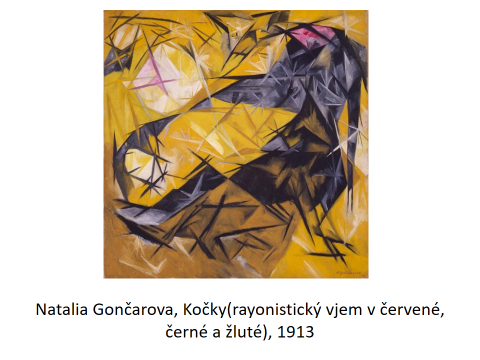 Natalia Gončarova, Kočky(rayonistický vjem v červené,
černé a žluté), 1913